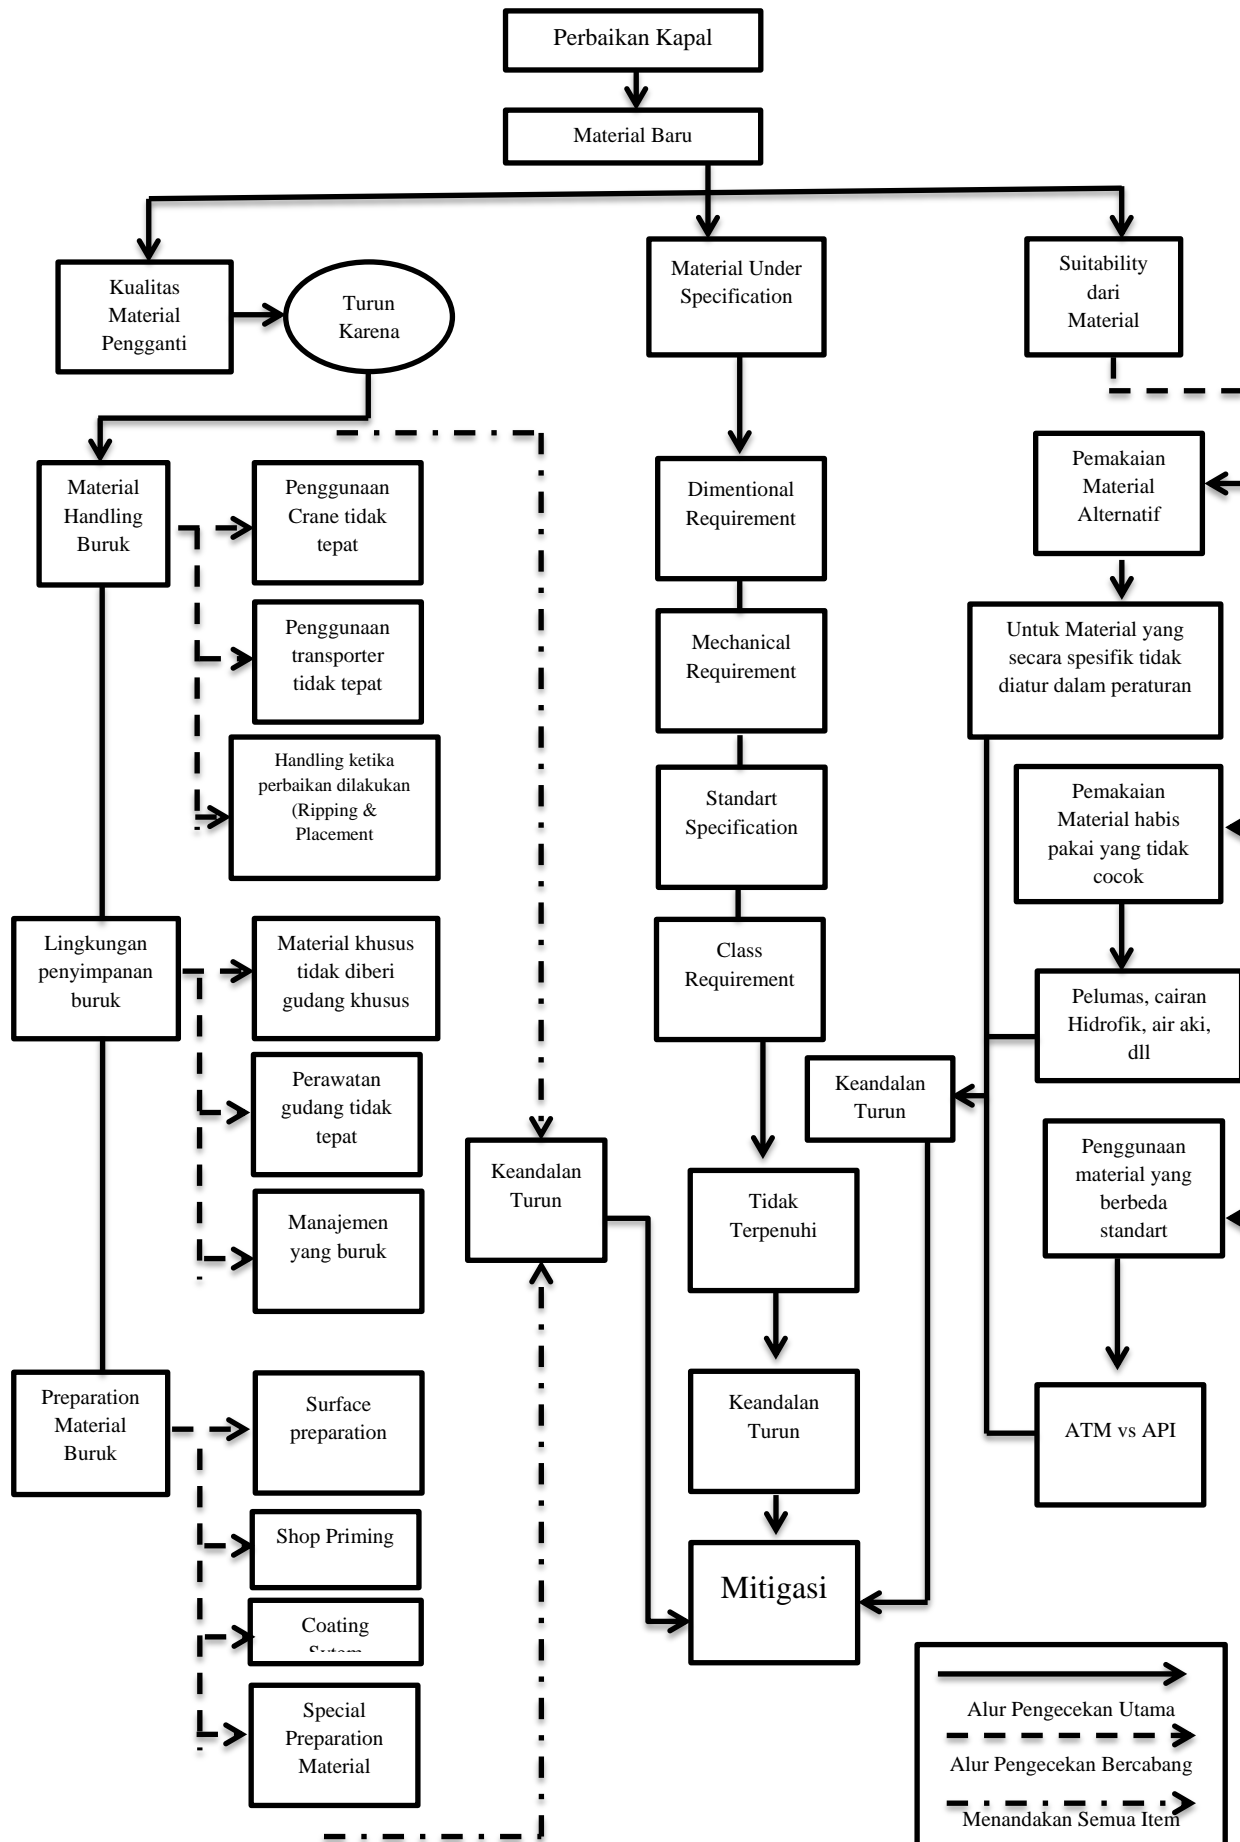 Perbaikan Kapal
Material Baru
Kualitas
Material
Pengganti
Turun
Karena
Material Under
Specification
Suitability
dari
Material
Material
Handling
Buruk
Penggunaan
Crane tidak
tepat
Penggunaan
transporter
tidak tepat
Handling ketika
perbaikan dilakukan
(Ripping &
Placement
Lingkungan
penyimpanan
buruk
Material khusus
tidak diberi
gudang khusus
Perawatan
gudang tidak
tepat
Manajemen
yang buruk
Preparation
Material
Buruk
Surface
preparation
Shop Priming
Coating
Sytem
Special
Preparation
Material
Keandalan
Turun
Dimentional
Requirement
Mechanical
Requirement
Standart
Specification
Class
Requirement
Tidak
Terpenuhi
Keandalan
Turun
Mitigasi
Keandalan
Turun
Pemakaian
Material
Alternatif
Untuk Material yang
secara spesifik tidak
diatur dalam peraturan
Pemakaian
Material habis
pakai yang tidak
cocok
Pelumas, cairan
Hidrofik, air aki,
dll
Penggunaan
material yang
berbeda
standart
ATM vs API
Alur Pengecekan Utama
Alur Pengecekan Bercabang
Menandakan Semua Item